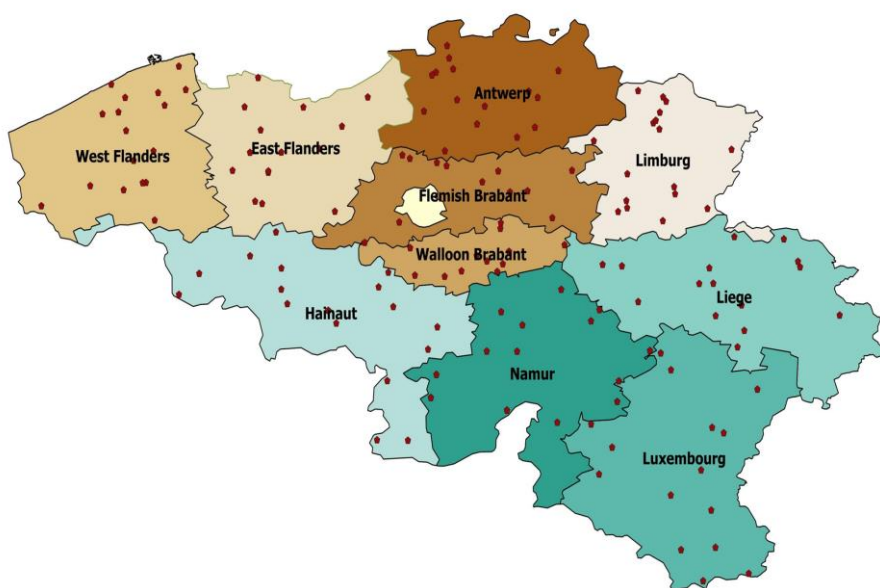 Antwerp
West Flanders
East Flanders
Limburg
Flemish Brabant
Walloon Brabant
Liege
Hainaut
Namur
Luxembourg